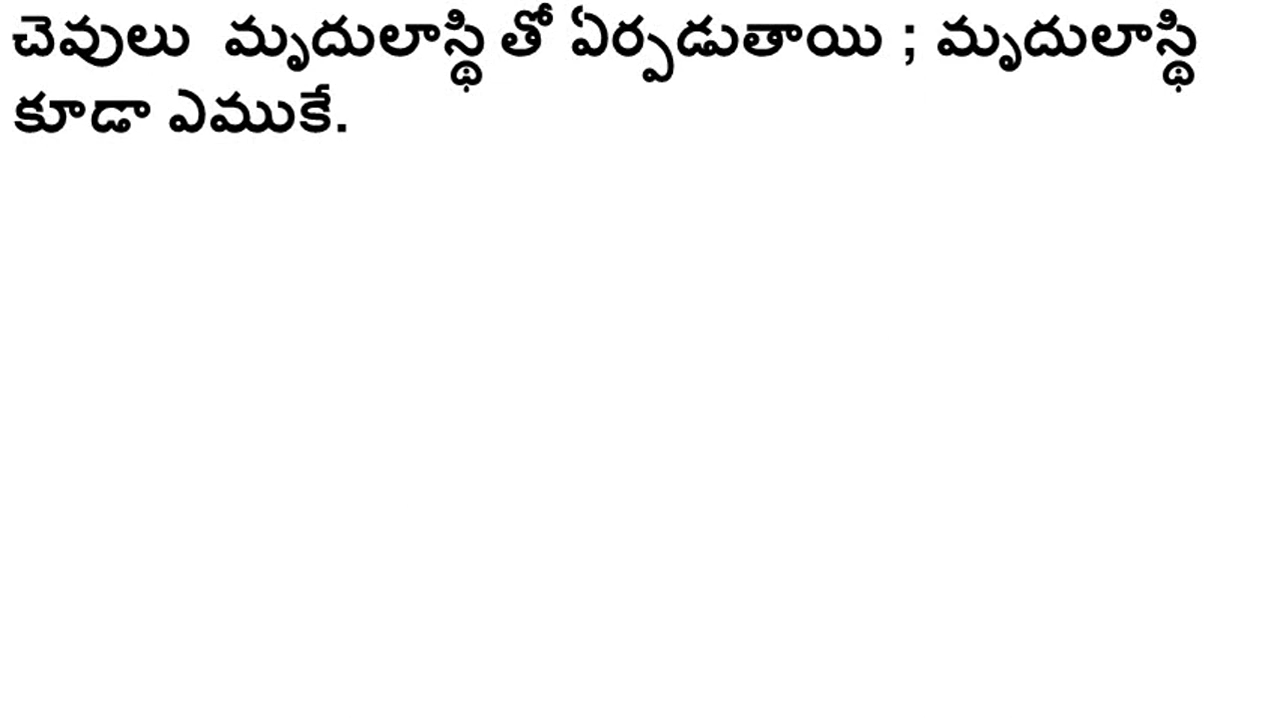 చెవులు మృదులాస్థి తో ఏర్పడుతాయి ; మృదులాస్థి
కూడా ఎముకే.